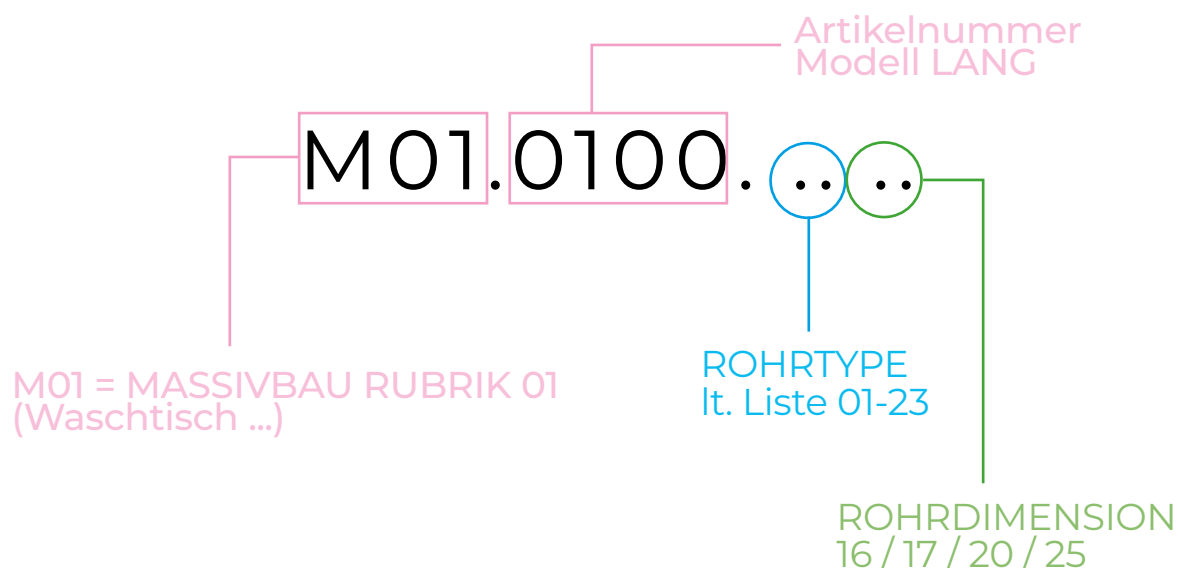 Artikelnummer
Modell LANG
M01.0100. .. ..
M01 = MASSIVBAU RUBRIK 01
(Waschtisch ...)
ROHRTYPE
lt. Liste 01-23
ROHRDIMENSION
16 / 17 / 20 / 25